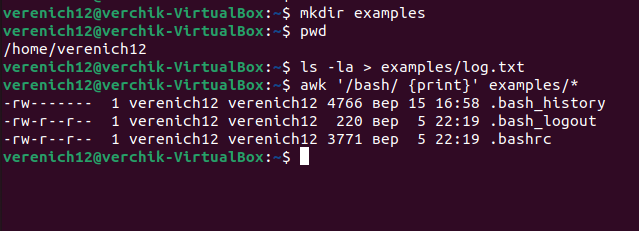 verenich12@verchik-VirtualBox:~$ mkdir examples
verenich12@verchik-VirtualBox:~$ pwd
/home/verenich12
verenich12@verchik-VirtualBox:~$ ls -la > examples/log.txt
verenich12@verchik-VirtualBox:~$ awk '/bash/ {print}' examples/*
-rw-------  1 verenich12 verenich12 4766 вер 15 16:58 .bash_history
-rw-r--r--  1 verenich12 verenich12  220 вер  5 22:19 .bash_logout
-rw-r--r--  1 verenich12 verenich12 3771 вер  5 22:19 .bashrc
verenich12@verchik-VirtualBox:~$